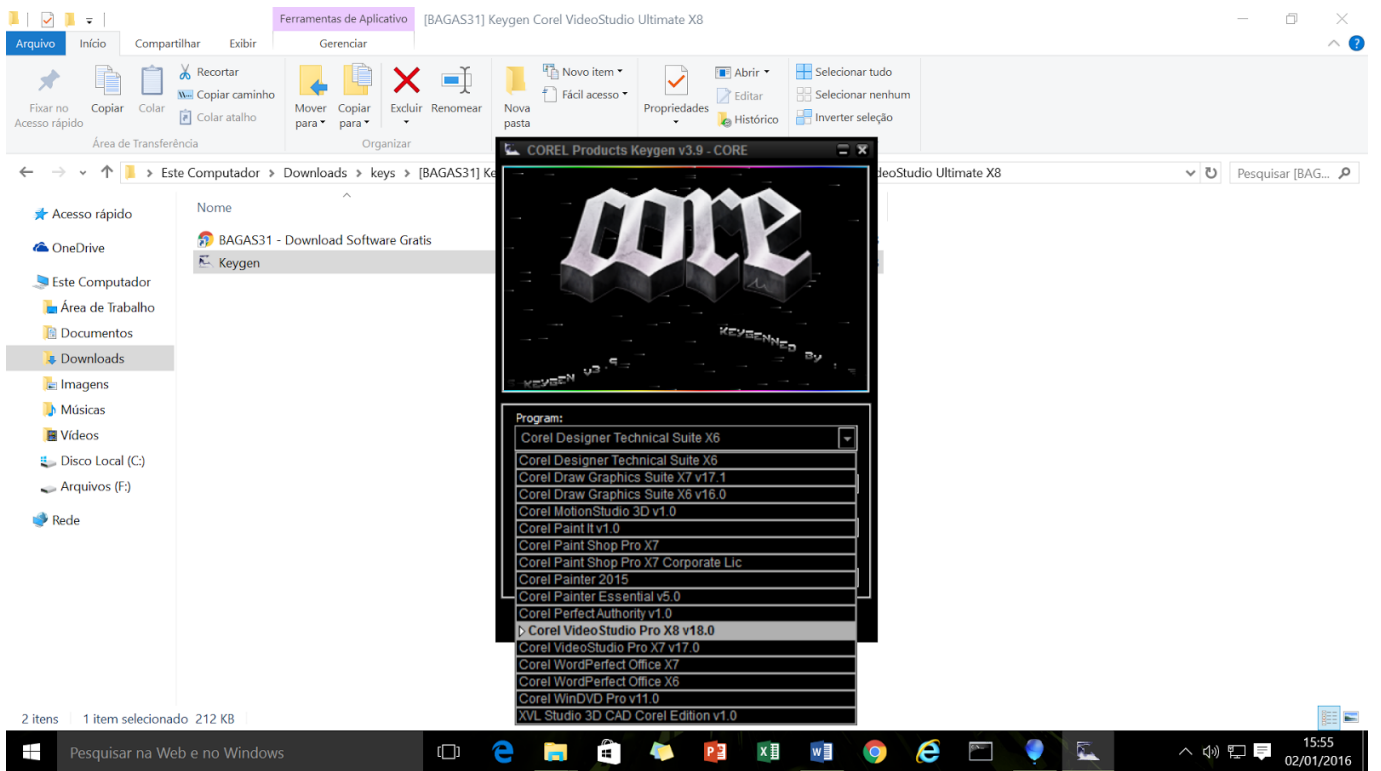 Ferramentas de Aplicativo
[BAGAS31] Keygen Corel VideoStudio Ultimate X8
Arquivo
Início
Compartilhar
Exibir
Gerenciar
Fixar no
Acesso rápido
Copiar
Colar
Recortar
Copiar caminho
Colar atalho
Mover
para
Copiar
para
Excluir
Renomear
Nova
pasta
Novo item
Fácil acesso
Propriedades
Abrir
Editar
Histórico
Selecionar tudo
Selecionar nenhum
Inverter seleção
Área de Transferência
Organizar
Este Computador > Downloads > keys > [BAGAS31] Ke
deoStudio Ultimate X8
Pesquisar [BAG...
Acesso rápido
OneDrive
Este Computador
Área de Trabalho
Documentos
Downloads
Imagens
Músicas
Vídeos
Disco Local (C:)
Arquivos (F:)
Rede
Nome
BAGAS31 - Download Software Gratis
Keygen
COREL Products Keygen v3.9 - CORE
core
KEYGENNED BY
KEYGEN v3.9
Program:
Corel Designer Technical Suite X6
Corel Designer Technical Suite X6
Corel Draw Graphics Suite X7 v17.1
Corel Draw Graphics Suite X6 v16.0
Corel MotionStudio 3D v1.0
Corel Paint It v1.0
Corel Paint Shop Pro X7
Corel Paint Shop Pro X7 Corporate Lic
Corel Painter 2015
Corel Painter Essential v5.0
Corel Perfect Authority v1.0
Corel VideoStudio Pro X8 v18.0
Corel VideoStudio Pro X7 v17.0
Corel WordPerfect Office X7
Corel WordPerfect Office X6
Corel WinDVD Pro v11.0
XVL Studio 3D CAD Corel Edition v1.0
2 itens
1 item selecionado 212 KB
Pesquisar na Web e no Windows
15:55
02/01/2016